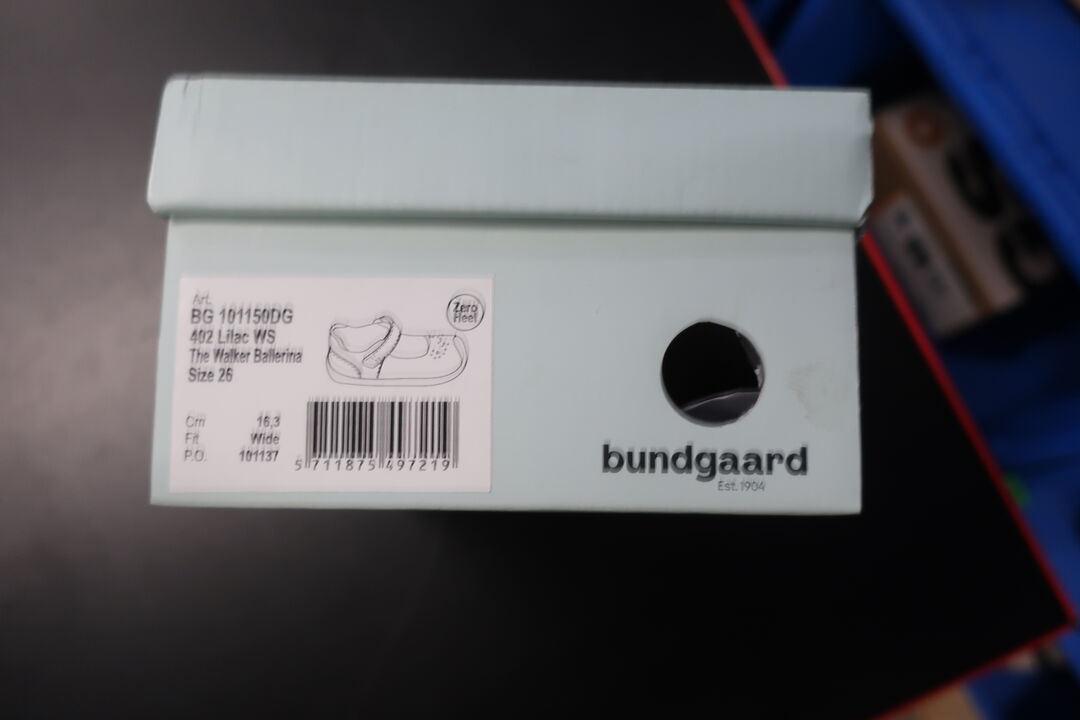 Art.
BG 101150DG
402 Lilac WS
The Walker Ballerina
Size 26
Zero
Heel
Cm 16,3
Fit Wide
P.O. 101137
5 711875 497219
bundgaard
Est. 1904